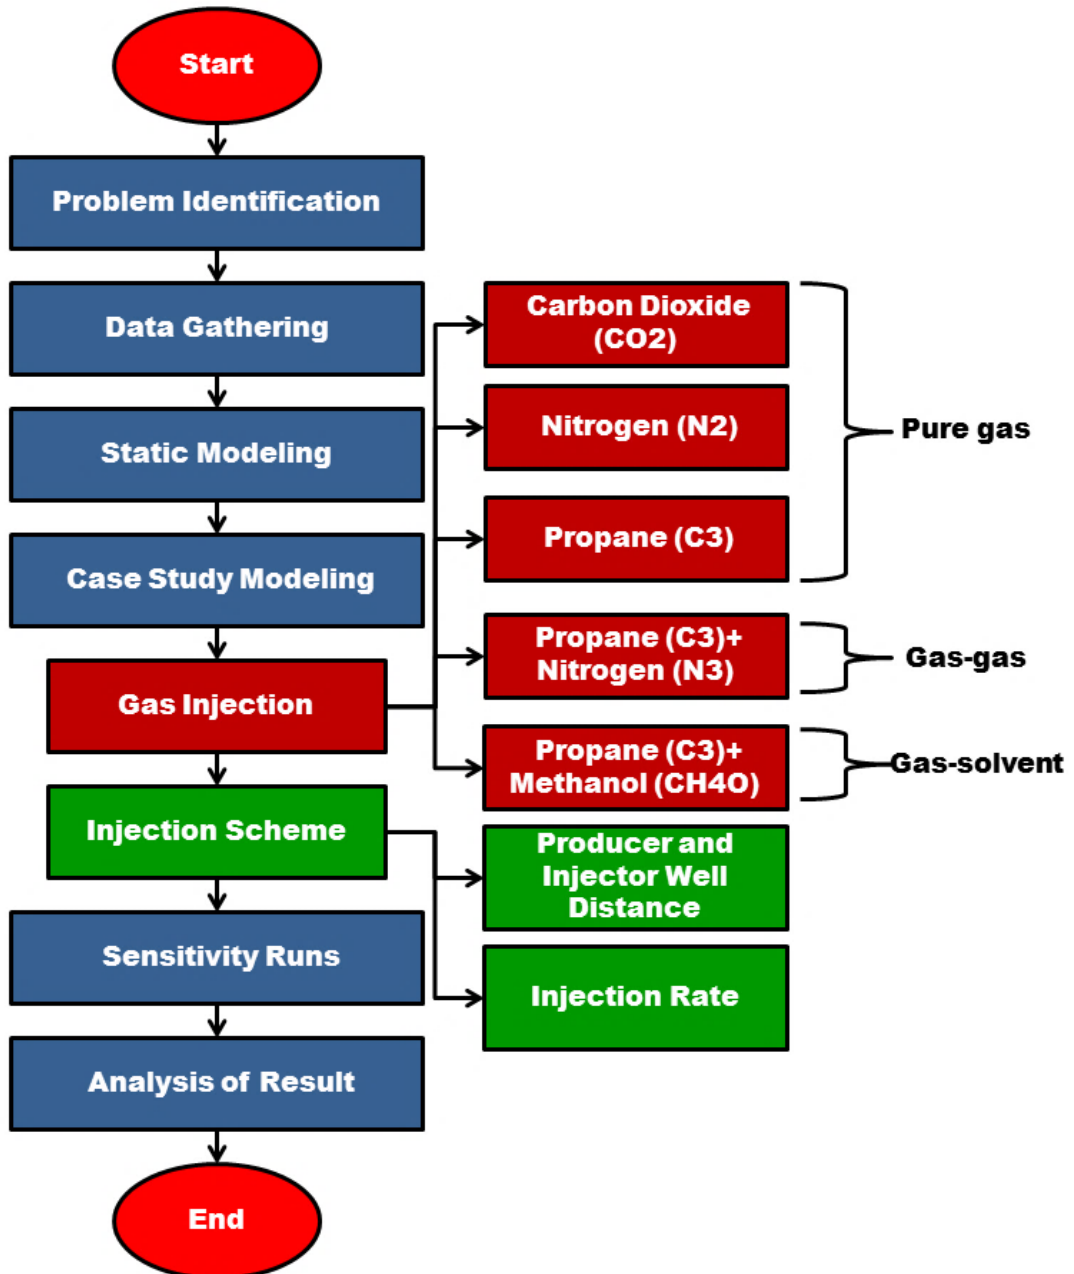 Start
Problem Identification
Data Gathering
Static Modeling
Case Study Modeling
Gas Injection
Injection Scheme
Sensitivity Runs
Analysis of Result
End
Carbon Dioxide
(CO2)
Nitrogen (N2)
Propane (C3)
Propane (C3)+
Nitrogen (N3)
Propane (C3)+
Methanol (CH4O)
Producer and
Injector Well
Distance
Injection Rate
Pure gas
Gas-gas
Gas-solvent